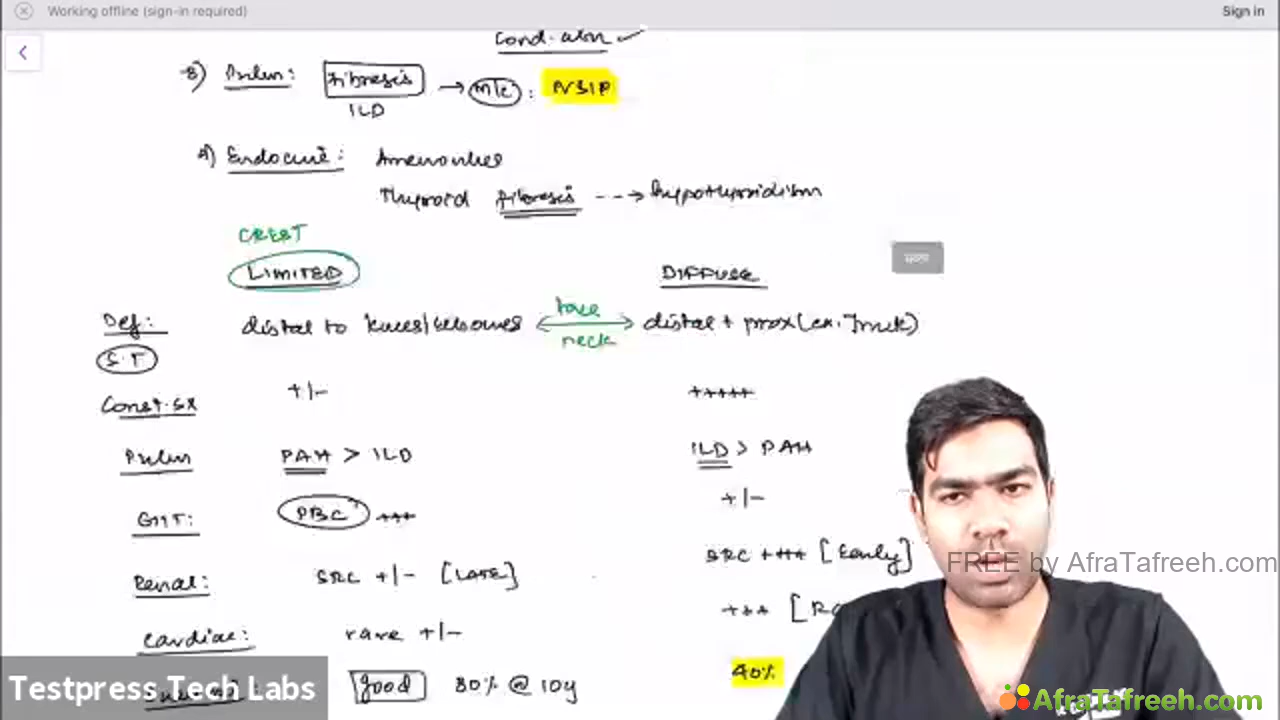 Working offline (sign-in required)
Sign in
cond. abn ✓
3) Pulm: Fibrosis → M/C: NSIP
ILD
4) Endocrine: Amenorrhea
Thyroid fibrosis ---> hypothyroidism
CREST
LIMITED
DIFFUSE
Def: distal to knees/elbows face neck distal + prox (ex. Trunk)
S.T
Const. sx +/- +++++
Pulm PAH > ILD ILD > PAH
GIT: PBC +++ +/-
Renal: SRC +/- [LATE] SRC ++++ [Early]
FREE by AfraTafreeh.com
Cardiac: rare +/- +++
Testpress Tech Labs
good 80% @ 10y 40%
AfraTafreeh.com